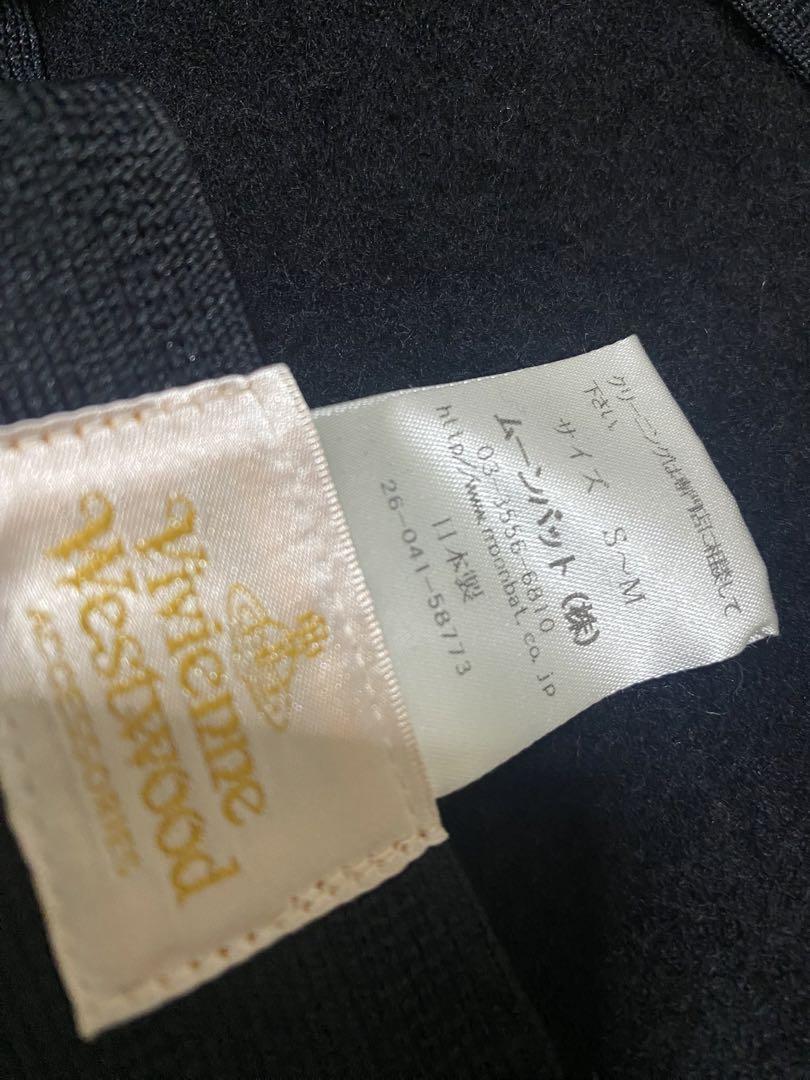 Vivienne
Westwood
ACCESSORIES
クリーニングは専門店に相談して
下さい。
サイズ S～M
ムーンバット(株)
03-3556-6810
http://www.moonbat.co.jp
日本製
26-041-58773